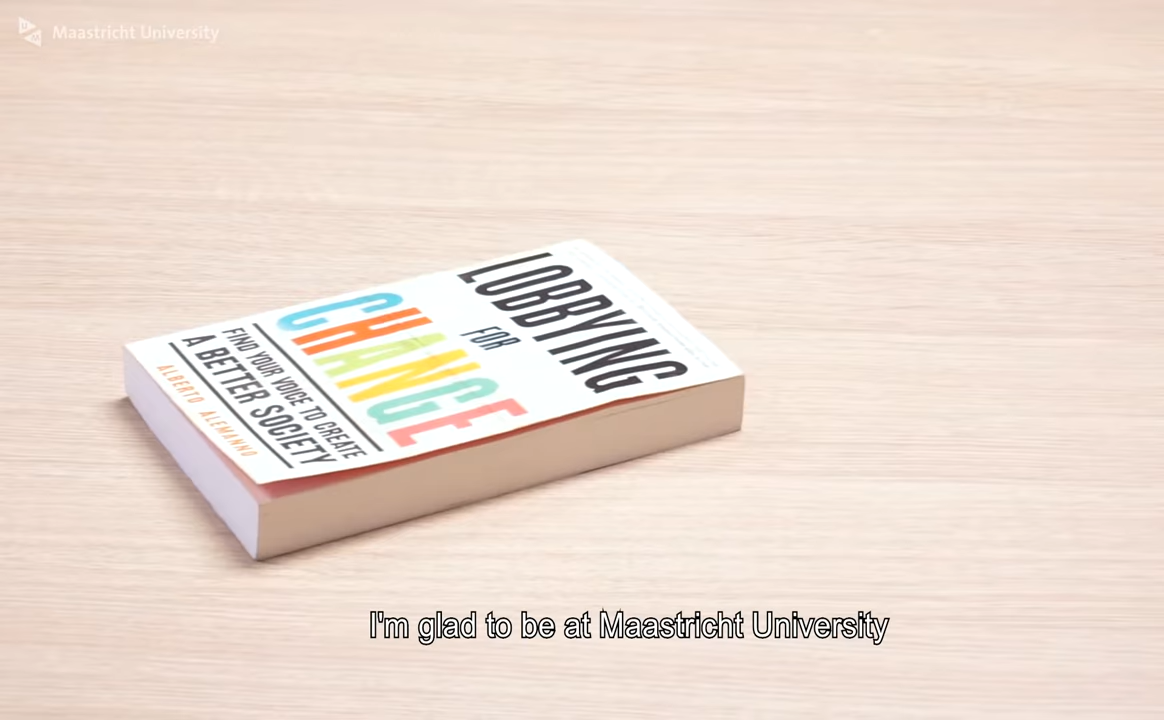 Maastricht University
LOBBYING
FOR
CHANGE
FIND YOUR VOICE TO CREATE
A BETTER SOCIETY
ALBERTO ALEMANNO
I'm glad to be at Maastricht University